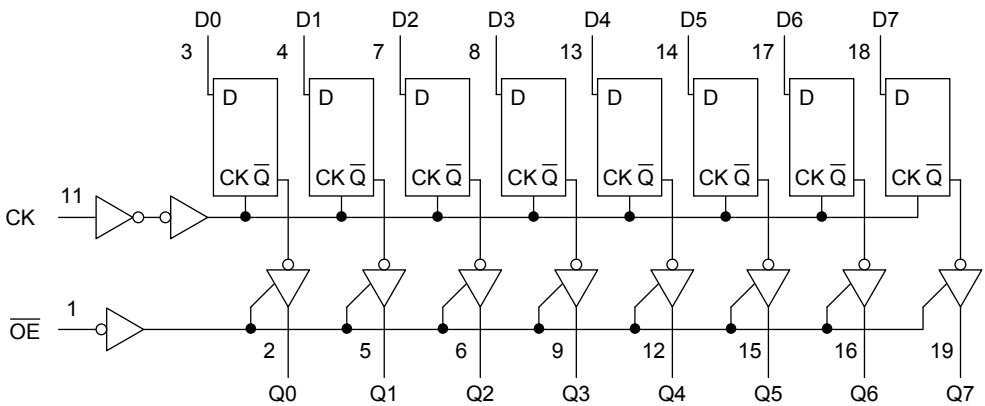 D0 D1 D2 D3 D4 D5 D6 D7
3 4 7 8 13 14 17 18
D D D D D D D D
CK Q̅ CK Q̅ CK Q̅ CK Q̅ CK Q̅ CK Q̅ CK Q̅ CK Q̅
11
CK
1
O̅E̅
2 5 6 9 12 15 16 19
Q0 Q1 Q2 Q3 Q4 Q5 Q6 Q7